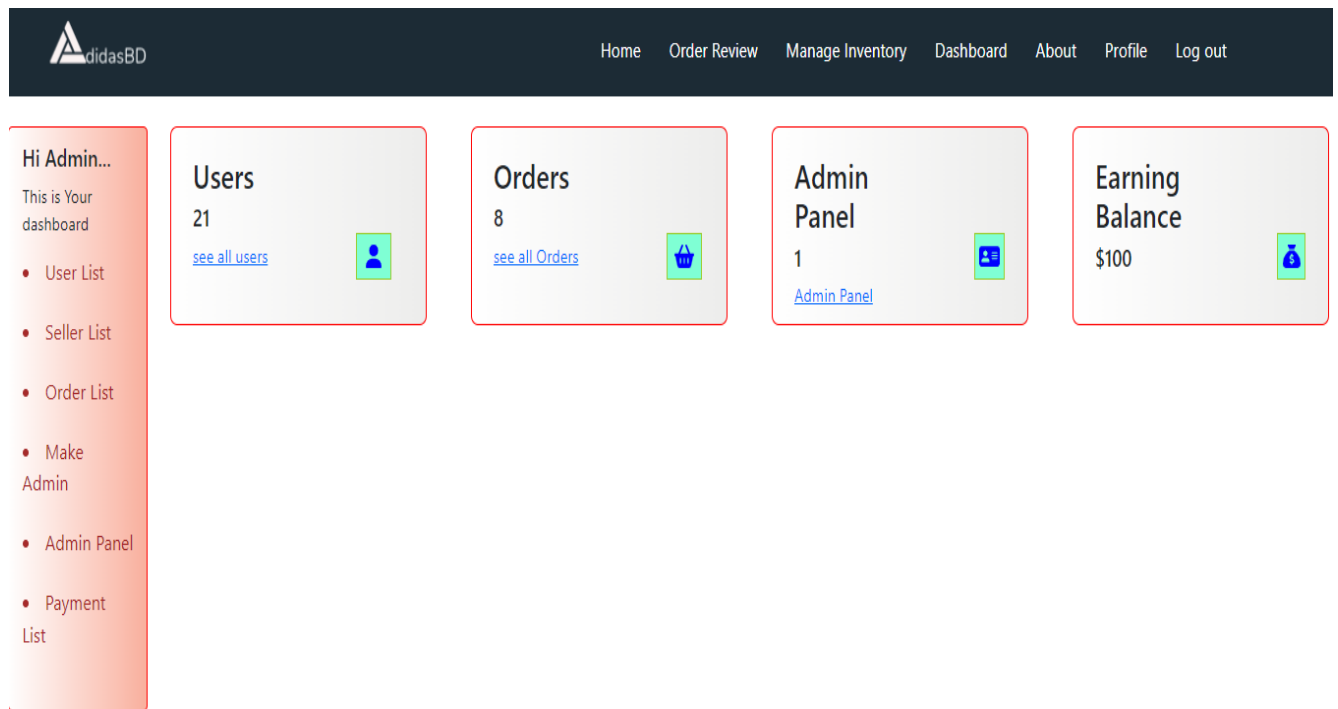 AdidasBD
Home Order Review Manage Inventory Dashboard About Profile Log out
Hi Admin...
This is Your
dashboard
• User List
• Seller List
• Order List
• Make
Admin
• Admin Panel
• Payment
List
Users
21
see all users
Orders
8
see all Orders
Admin
Panel
1
Admin Panel
Earning
Balance
$100